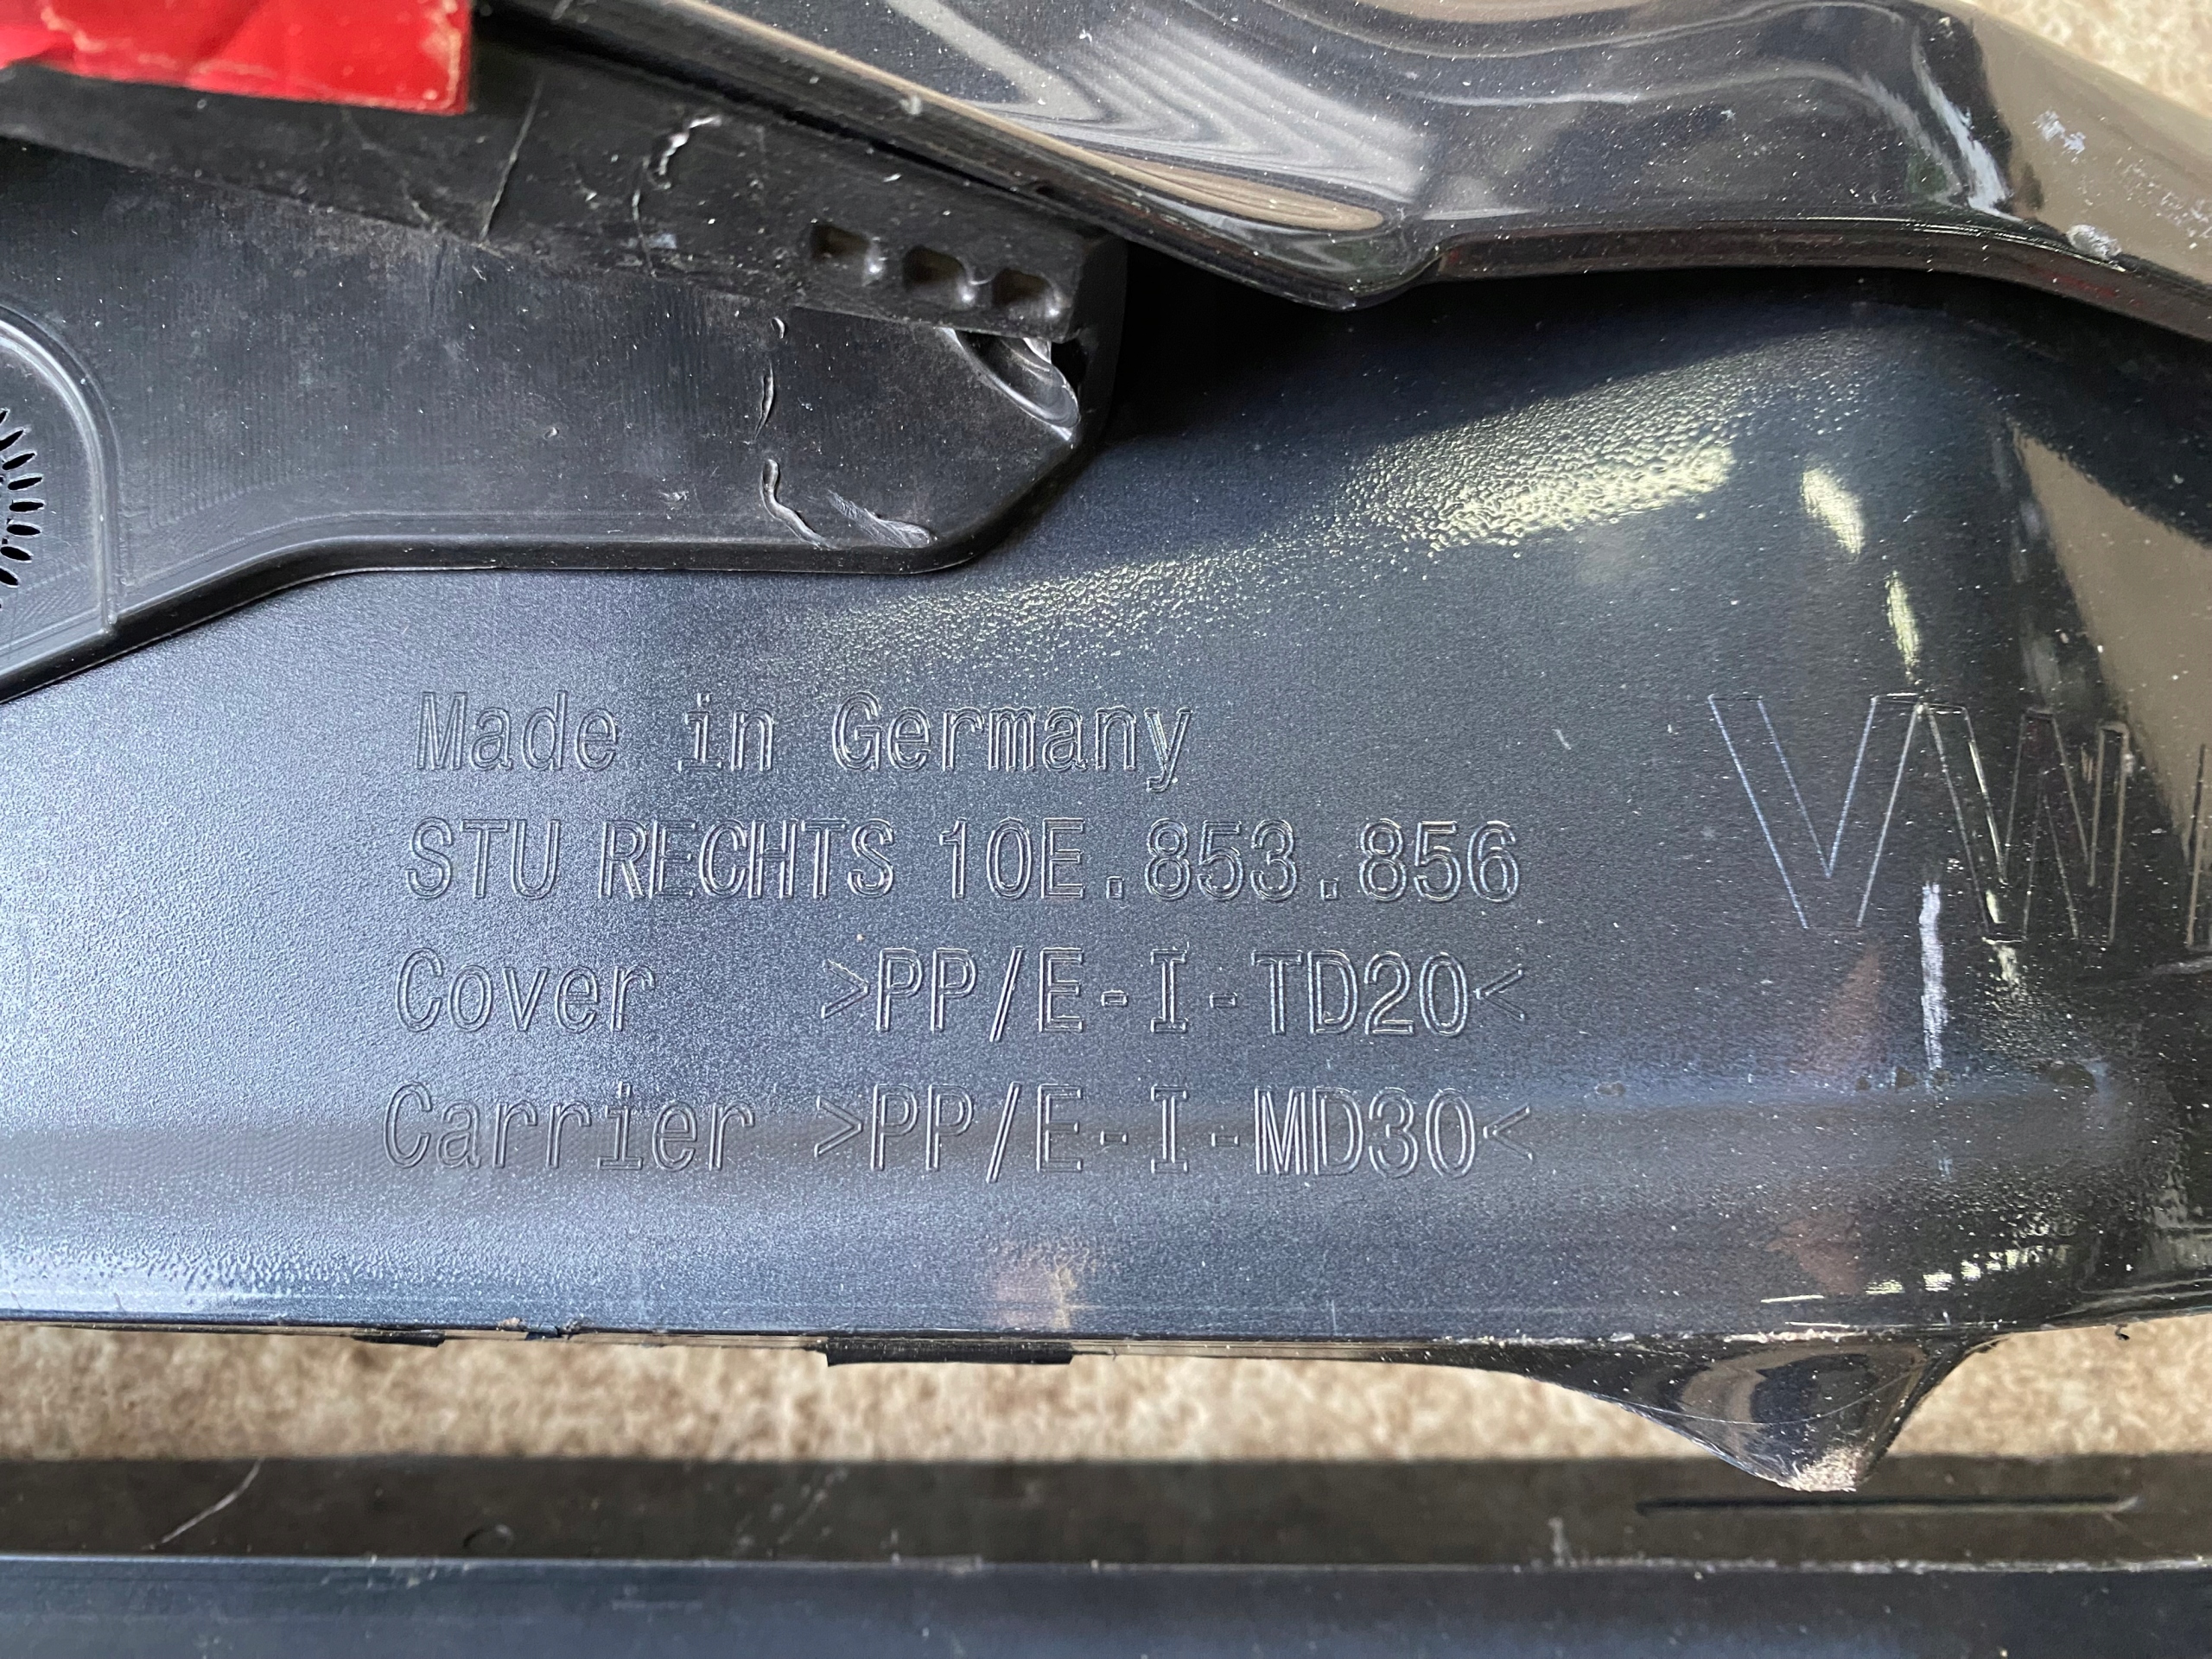 Made in Germany
STU RECHTS 10E.853.856
Cover >PP/E-I-TD20<
Carrier >PP/E-I-MD30<